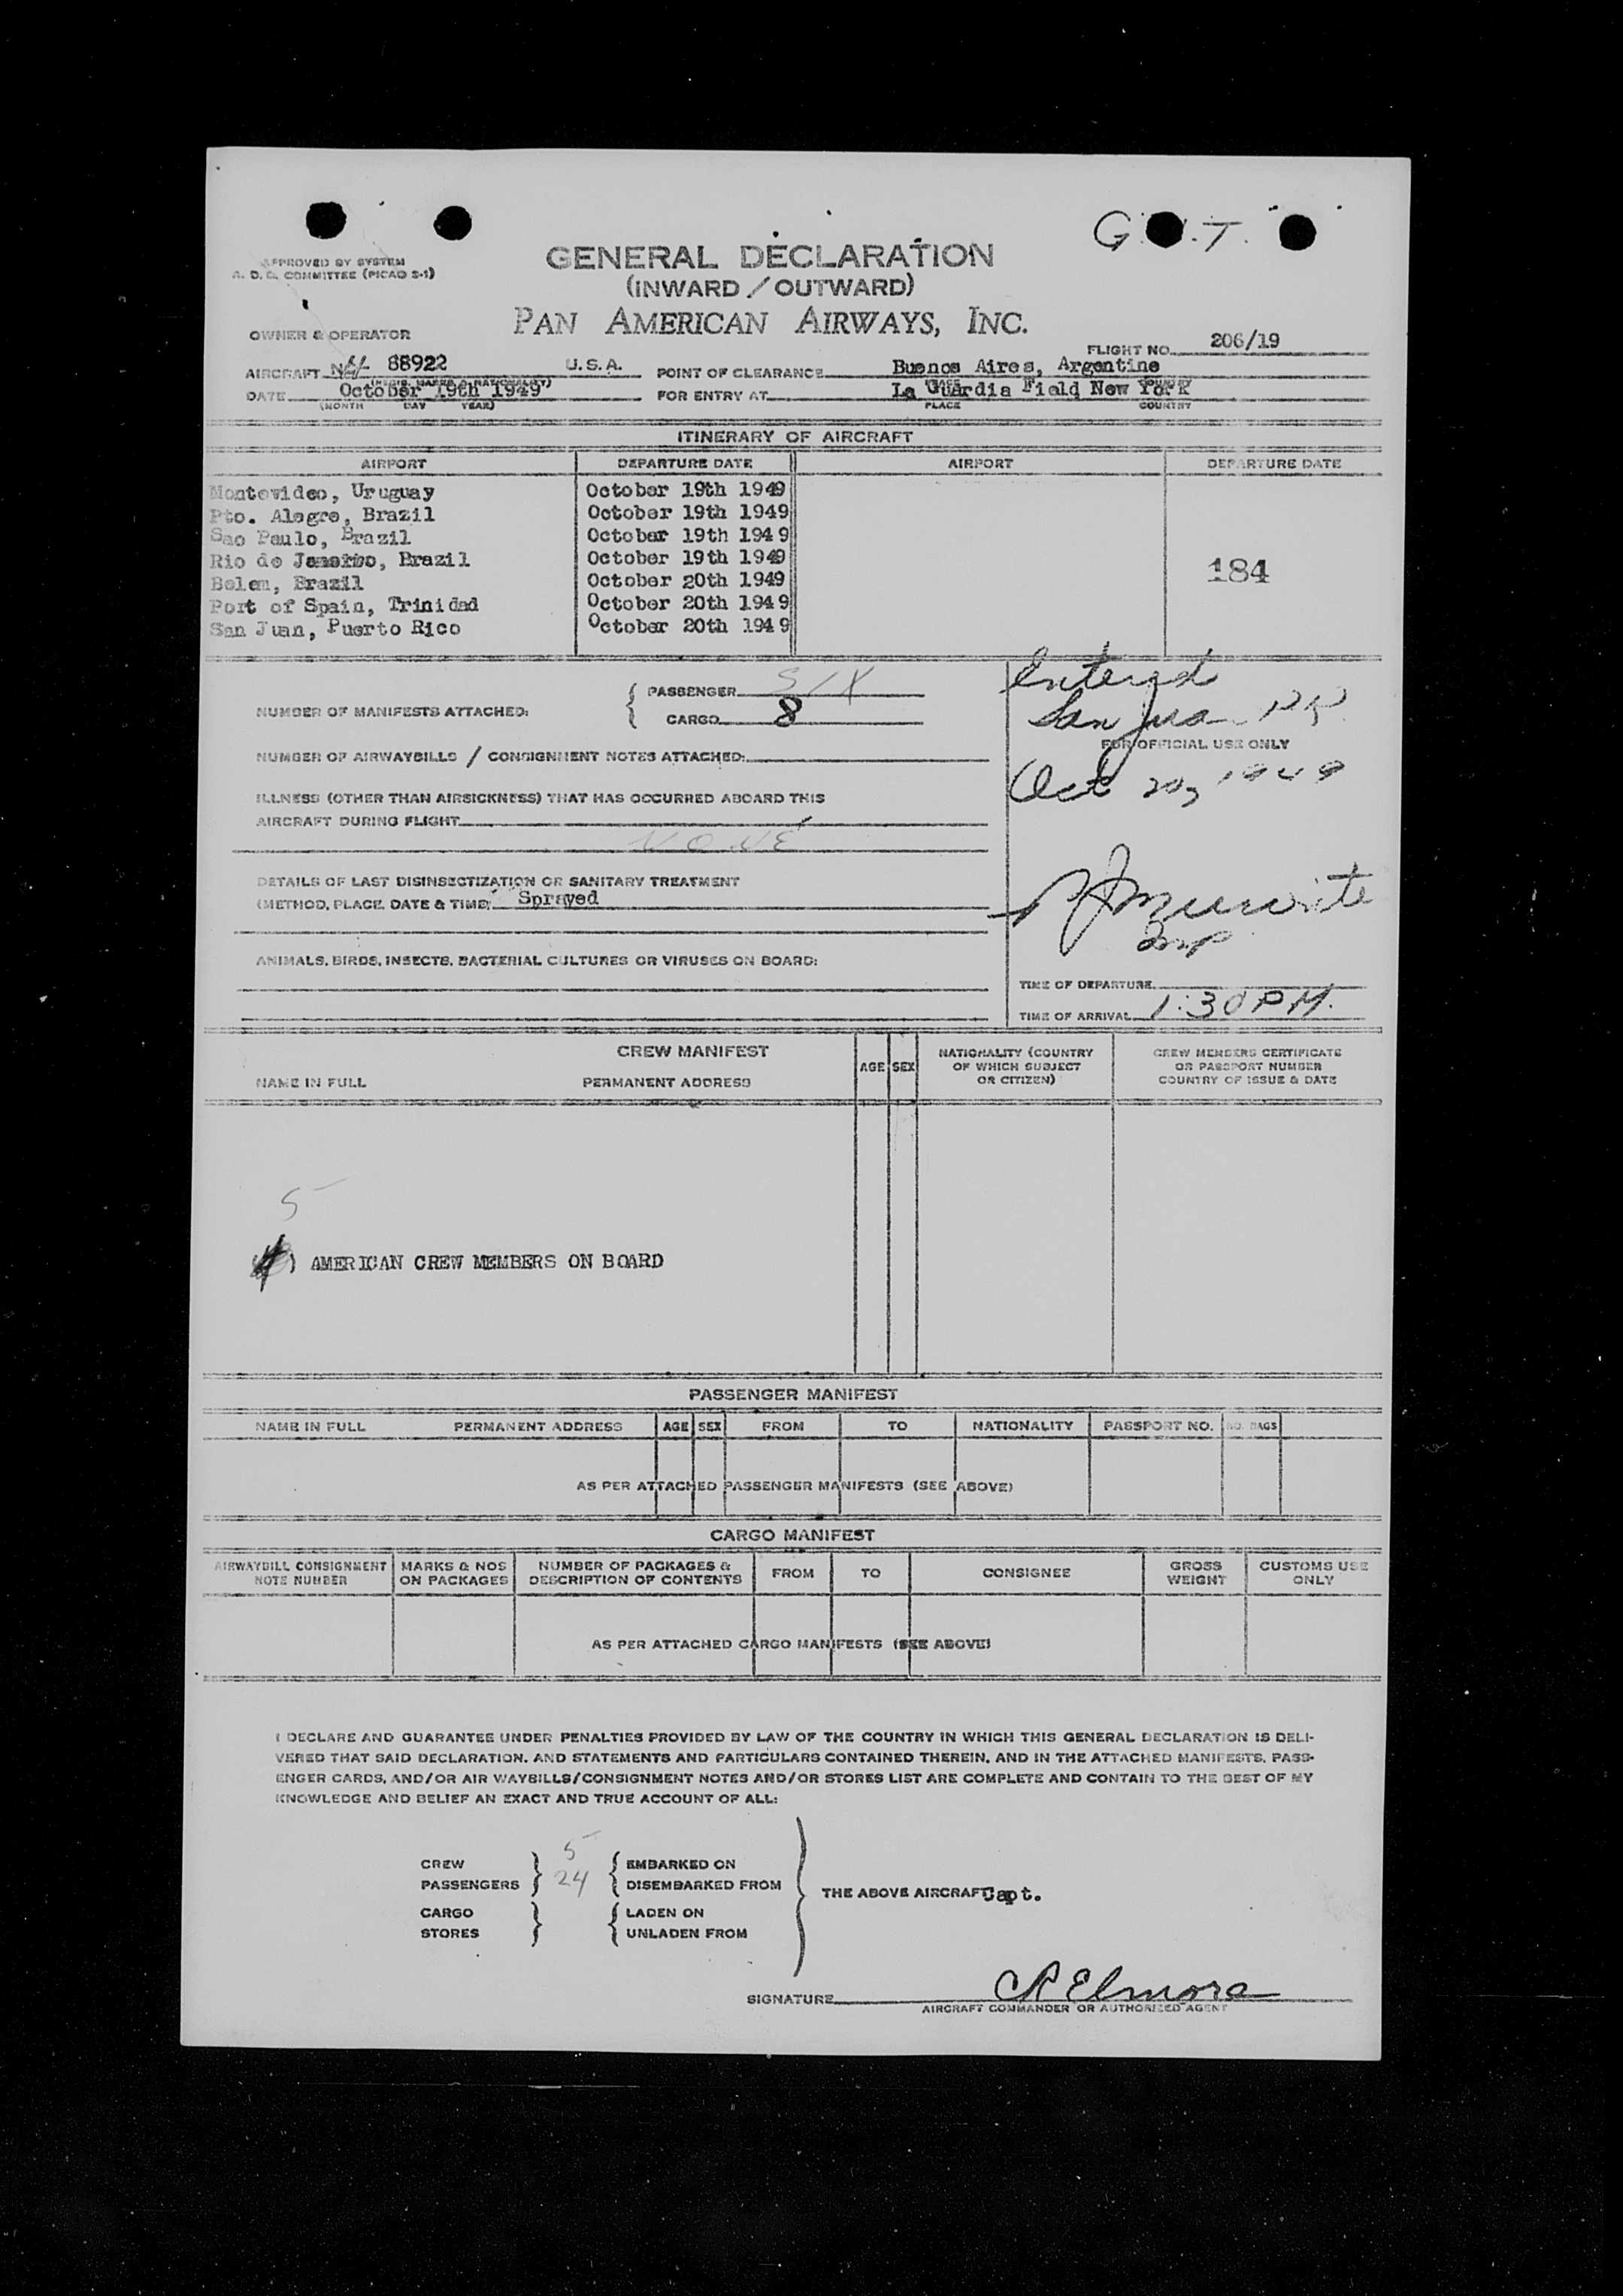 G. .T.
APPROVED BY SYSTEM
A. O. C. COMMITTEE (PICAO S-1)
GENERAL DECLARATION
(INWARD / OUTWARD)
PAN AMERICAN AIRWAYS, INC.
OWNER & OPERATOR
FLIGHT NO. 206/19
AIRCRAFT 88922 U.S.A. POINT OF CLEARANCE Buenos Aires, Argentine
(REGIS. MARKS & NATIONALITY) PLACE COUNTRY
DATE October 19th 1949 FOR ENTRY AT La Guardia Field New York
(MONTH DAY YEAR) PLACE COUNTRY
ITINERARY OF AIRCRAFT
AIRPORT DEPARTURE DATE AIRPORT DEPARTURE DATE
Montevideo, Uruguay October 19th 1949
Pto. Alegre, Brazil October 19th 1949
Sao Paulo, Brazil October 19th 1949
Rio de Janeiro, Brazil October 19th 1949
Belem, Brazil October 20th 1949
184
Port of Spain, Trinidad October 20th 1949
San Juan, Puerto Rico October 20th 1949
PASSENGER SIX
NUMBER OF MANIFESTS ATTACHED:
CARGO 8
Entered
San Juan PR
FOR OFFICIAL USE ONLY
Oct 20, 1949
NUMBER OF AIRWAYBILLS / CONSIGNMENT NOTES ATTACHED:
ILLNESS (OTHER THAN AIRSICKNESS) THAT HAS OCCURRED ABOARD THIS
AIRCRAFT DURING FLIGHT
NONE
DETAILS OF LAST DISINSECTIZATION OR SANITARY TREATMENT
(METHOD, PLACE, DATE & TIME) Sprayed
Insp
ANIMALS, BIRDS, INSECTS, BACTERIAL CULTURES OR VIRUSES ON BOARD:
TIME OF DEPARTURE
TIME OF ARRIVAL 1:30 PM.
CREW MANIFEST
NAME IN FULL PERMANENT ADDRESS AGE SEX
NATIONALITY (COUNTRY
OF WHICH SUBJECT
OR CITIZEN)
CREW MEMBERS CERTIFICATE
OR PASSPORT NUMBER
COUNTRY OF ISSUE & DATE
5
AMERICAN CREW MEMBERS ON BOARD
PASSENGER MANIFEST
NAME IN FULL PERMANENT ADDRESS AGE SEX FROM TO NATIONALITY PASSPORT NO. NO. BAGS
AS PER ATTACHED PASSENGER MANIFESTS (SEE ABOVE)
CARGO MANIFEST
AIRWAYBILL CONSIGNMENT
NOTE NUMBER
MARKS & NOS
ON PACKAGES
NUMBER OF PACKAGES &
DESCRIPTION OF CONTENTS
FROM TO CONSIGNEE
GROSS
WEIGHT
CUSTOMS USE
ONLY
AS PER ATTACHED CARGO MANIFESTS (SEE ABOVE)
I DECLARE AND GUARANTEE UNDER PENALTIES PROVIDED BY LAW OF THE COUNTRY IN WHICH THIS GENERAL DECLARATION IS DELI-
VERED THAT SAID DECLARATION, AND STATEMENTS AND PARTICULARS CONTAINED THEREIN, AND IN THE ATTACHED MANIFESTS, PASS-
ENGER CARDS, AND/OR AIR WAYBILLS/CONSIGNMENT NOTES AND/OR STORES LIST ARE COMPLETE AND CONTAIN TO THE BEST OF MY
KNOWLEDGE AND BELIEF AN EXACT AND TRUE ACCOUNT OF ALL:
CREW 5 EMBARKED ON
PASSENGERS 24 DISEMBARKED FROM
THE ABOVE AIRCRAFT Capt.
CARGO LADEN ON
STORES UNLADEN FROM
SIGNATURE CR Elmore
AIRCRAFT COMMANDER OR AUTHORIZED AGENT